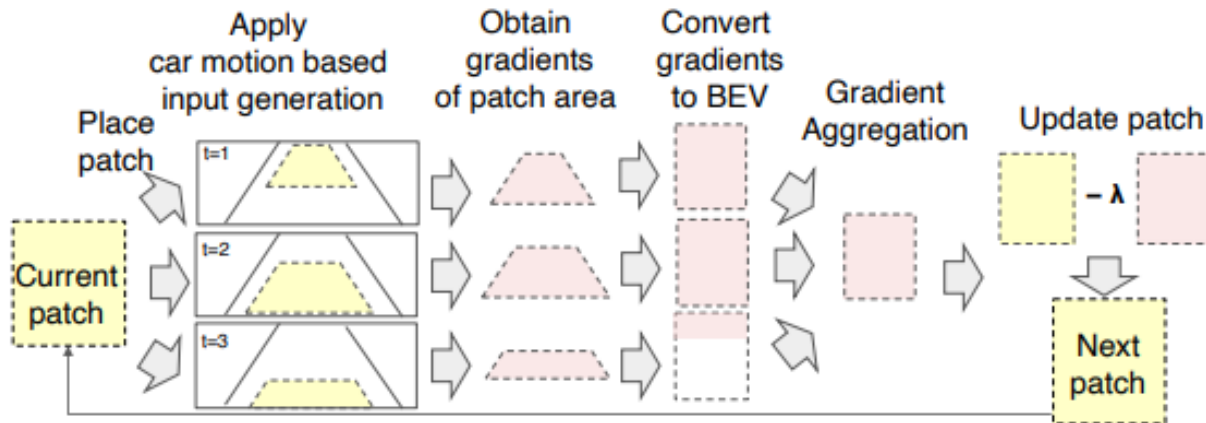 Apply
car motion based
input generation
Obtain
gradients
of patch area
Convert
gradients
to BEV
Gradient
Aggregation
Update patch
Place
patch
t=1
t=2
t=3
Current
patch
- λ
Next
patch